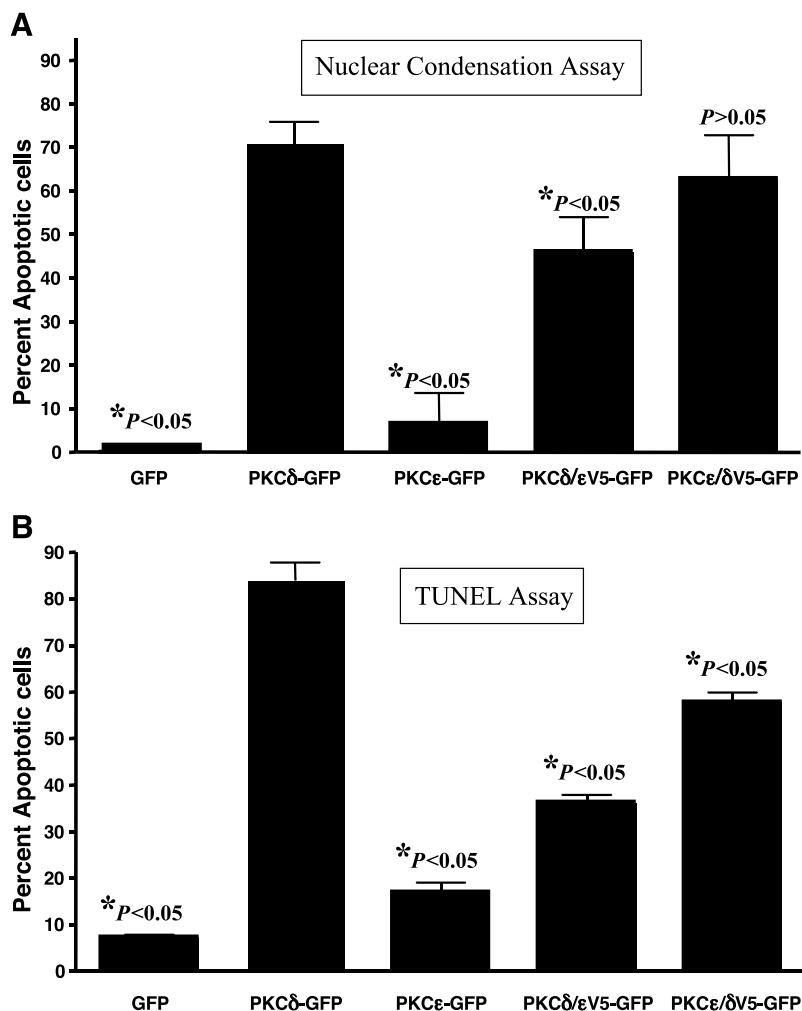 A
Nuclear Condensation Assay
Percent Apoptotic cells
90
80
70
60
50
40
30
20
10
0
*P<0.05
*P<0.05
*P<0.05
P>0.05
GFP PKCδ-GFP PKCε-GFP PKCδ/εV5-GFP PKCε/δV5-GFP
B
TUNEL Assay
Percent Apoptotic cells
90
80
70
60
50
40
30
20
10
0
*P<0.05
*P<0.05
*P<0.05
*P<0.05
GFP PKCδ-GFP PKCε-GFP PKCδ/εV5-GFP PKCε/δV5-GFP